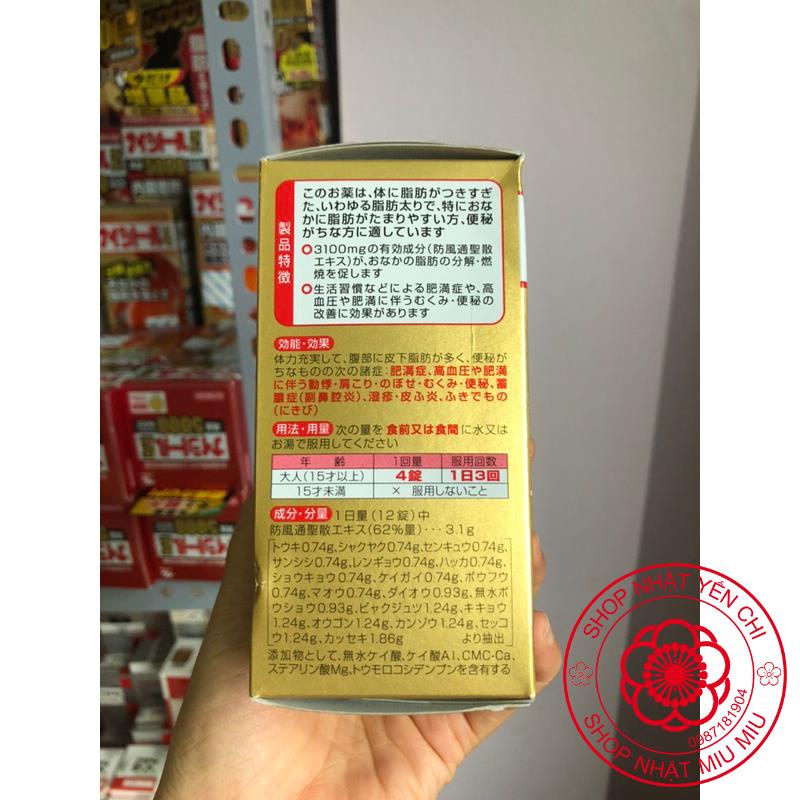 製品特徴
このお薬は、体に脂肪がつきすぎ
た、いわゆる脂肪太りで、特におな
かに脂肪がたまりやすい方、便秘
がちな方に適しています
3100mgの有効成分(防風通聖散
エキス)が、おなかの脂肪の分解・燃
焼を促します
生活習慣などによる肥満症や、高
血圧や肥満に伴うむくみ・便秘の
改善に効果があります
効能・効果
体力充実して、腹部に皮下脂肪が多く、便秘が
ちなものの次の諸症:肥満症、高血圧や肥満
に伴う動悸・肩こり・のぼせ・むくみ・便秘、蓄
膿症(副鼻腔炎)、湿疹・皮ふ炎、ふきでもの
(にきび)
用法・用量 次の量を食前又は食間に水又は
お湯で服用してください
年 齢 1回量 服用回数
大人(15才以上) 4錠 1日3回
15才未満 × 服用しないこと
成分・分量 1日量(12錠)中
防風通聖散エキス(62%量)・・・3.1g
トウキ0.74g、シャクヤク0.74g、センキュウ0.74g、
サンシシ0.74g、レンギョウ0.74g、ハッカ0.74g、
ショウキョウ0.74g、ケイガイ0.74g、ボウフウ
0.74g、マオウ0.74g、ダイオウ0.93g、無水ボ
ウショウ0.93g、ビャクジュツ1.24g、キキョウ
1.24g、オウゴン1.24g、カンゾウ1.24g、セッコ
ウ1.24g、カッセキ1.86g より抽出
添加物として、無水ケイ酸、ケイ酸Al、CMC-Ca、
ステアリン酸Mg、トウモロコシデンプンを含有する
SHOP NHẬT YẾN CHI
0987181904
SHOP NHẬT MIU MIU